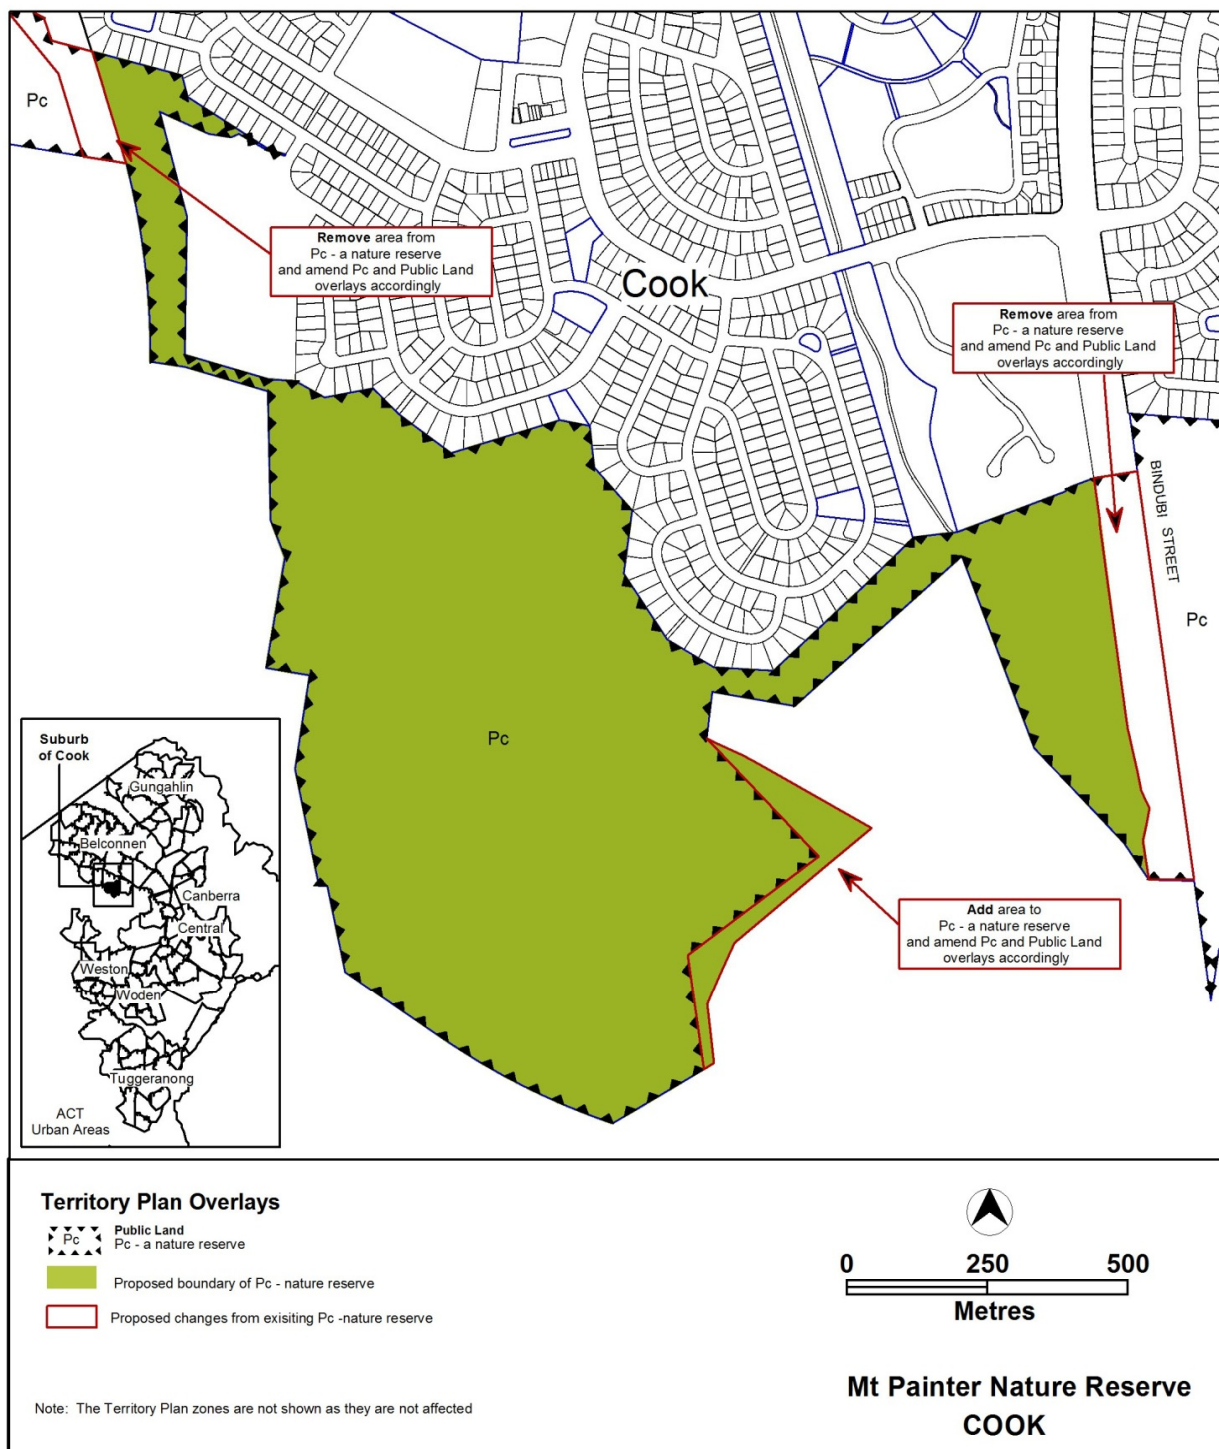 Pc
Remove area from
Pc - a nature reserve
and amend Pc and Public Land
overlays accordingly
Cook
Remove area from
Pc - a nature reserve
and amend Pc and Public Land
overlays accordingly
BINDUBI STREET
Pc
Pc
Add area to
Pc - a nature reserve
and amend Pc and Public Land
overlays accordingly
Suburb
of Cook
Gungahlin
Belconnen
Canberra
Central
Weston
Woden
Tuggeranong
ACT
Urban Areas
Territory Plan Overlays
Pc
Public Land
Pc - a nature reserve
Proposed boundary of Pc - nature reserve
Proposed changes from exisiting Pc -nature reserve
Note: The Territory Plan zones are not shown as they are not affected
0 250 500
Metres
Mt Painter Nature Reserve
COOK